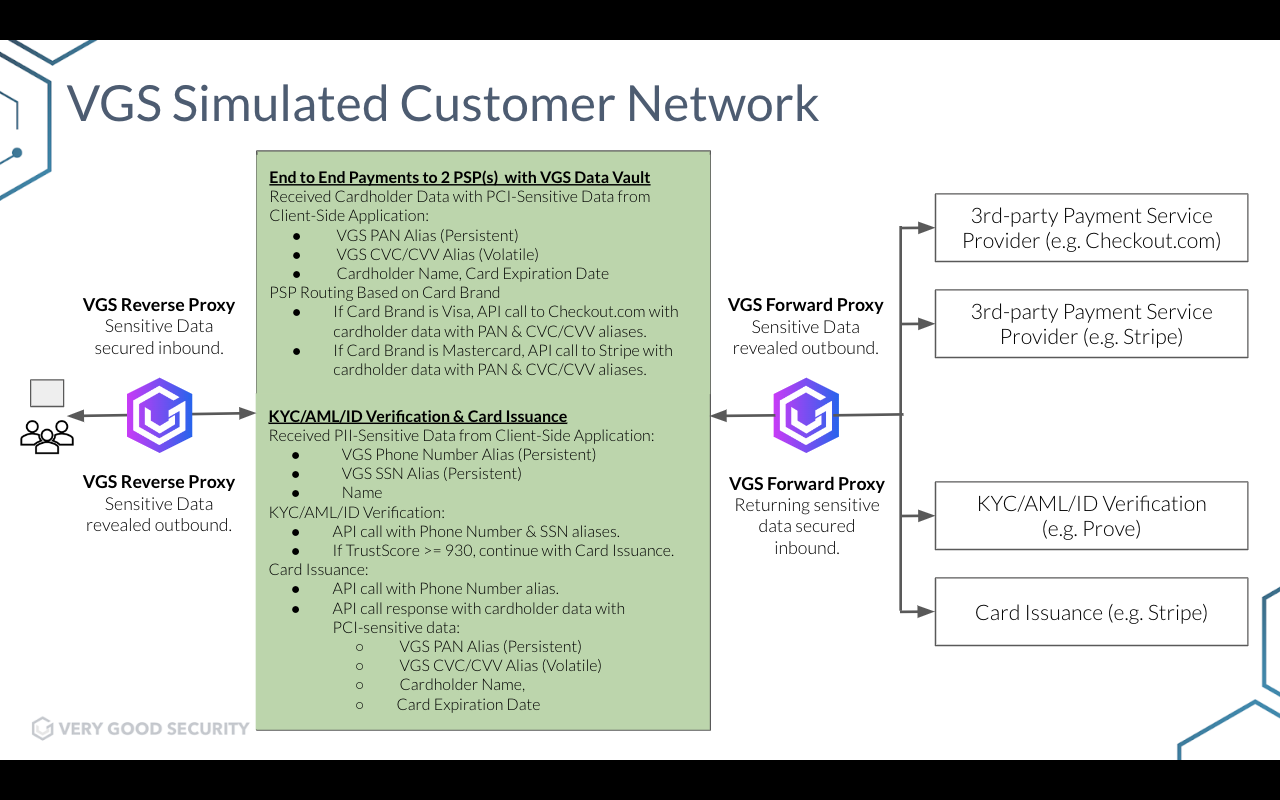 VGS Simulated Customer Network
VGS Reverse Proxy
Sensitive Data
secured inbound.
VGS Reverse Proxy
Sensitive Data
revealed outbound.
End to End Payments to 2 PSP(s) with VGS Data Vault
Received Cardholder Data with PCI-Sensitive Data from
Client-Side Application:
● VGS PAN Alias (Persistent)
● VGS CVC/CVV Alias (Volatile)
● Cardholder Name, Card Expiration Date
PSP Routing Based on Card Brand
● If Card Brand is Visa, API call to Checkout.com with
cardholder data with PAN & CVC/CVV aliases.
● If Card Brand is Mastercard, API call to Stripe with
cardholder data with PAN & CVC/CVV aliases.
KYC/AML/ID Verification & Card Issuance
Received PII-Sensitive Data from Client-Side Application:
● VGS Phone Number Alias (Persistent)
● VGS SSN Alias (Persistent)
● Name
KYC/AML/ID Verification:
● API call with Phone Number & SSN aliases.
● If TrustScore >= 930, continue with Card Issuance.
Card Issuance:
● API call with Phone Number alias.
● API call response with cardholder data with
PCI-sensitive data:
○ VGS PAN Alias (Persistent)
○ VGS CVC/CVV Alias (Volatile)
○ Cardholder Name,
○ Card Expiration Date
VGS Forward Proxy
Sensitive Data
revealed outbound.
VGS Forward Proxy
Returning sensitive
data secured
inbound.
3rd-party Payment Service
Provider (e.g. Checkout.com)
3rd-party Payment Service
Provider (e.g. Stripe)
KYC/AML/ID Verification
(e.g. Prove)
Card Issuance (e.g. Stripe)
VERY GOOD SECURITY